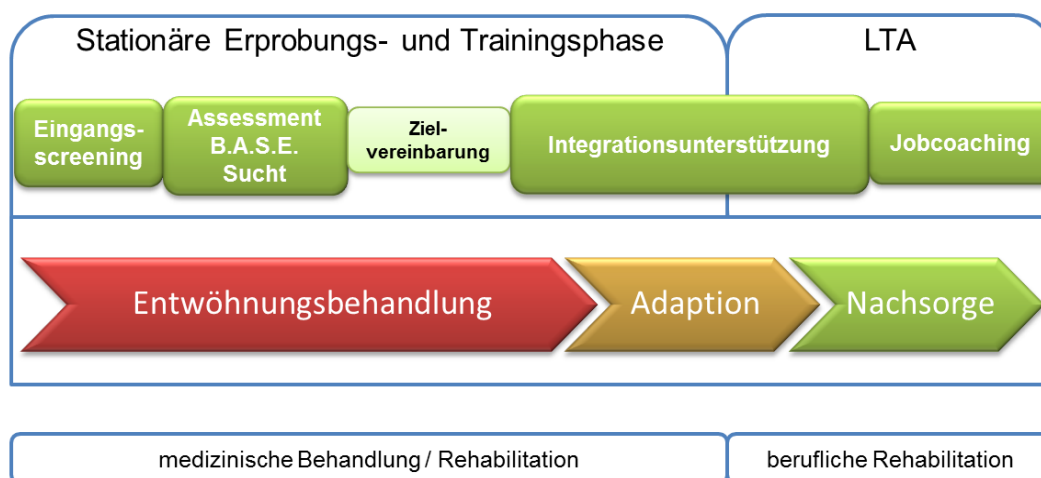 Stationäre Erprobungs- und Trainingsphase
LTA
Eingangs-
screening
Assessment
B.A.S.E.
Sucht
Ziel-
vereinbarung
Integrationsunterstützung
Jobcoaching
Entwöhnungsbehandlung
Adaption
Nachsorge
medizinische Behandlung / Rehabilitation
berufliche Rehabilitation